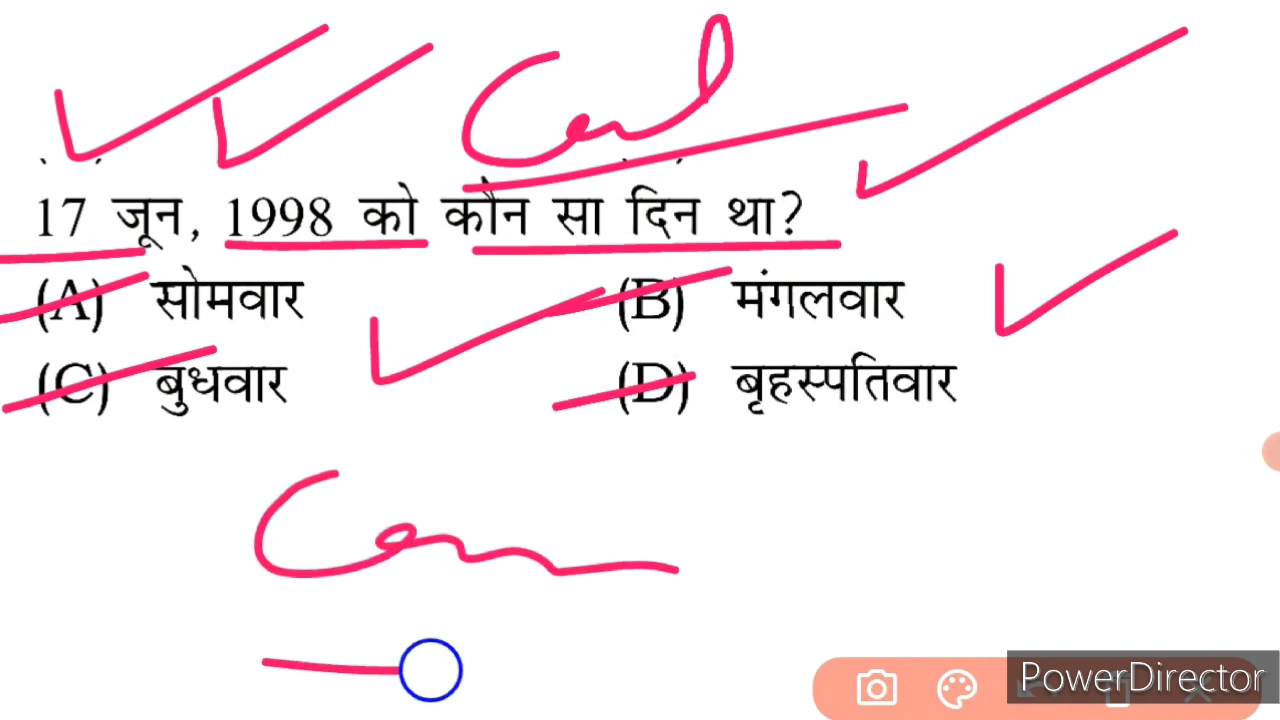 17 जून, 1998 को कौन सा दिन था?
(A) सोमवार (B) मंगलवार
(C) बुधवार (D) बृहस्पतिवार
PowerDirector